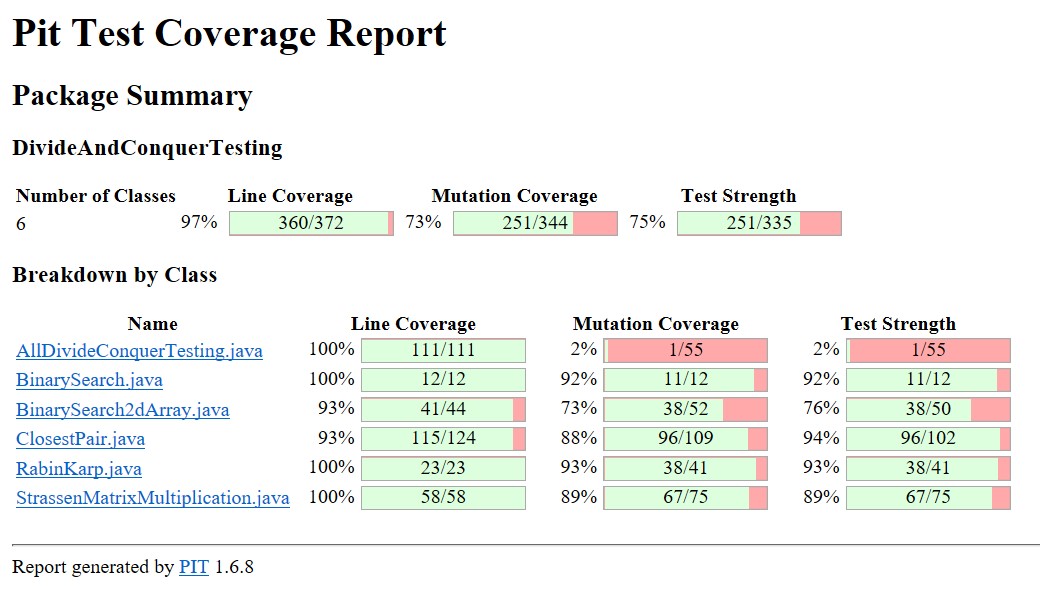 Pit Test Coverage Report
Package Summary
DivideAndConquerTesting
Number of Classes Line Coverage Mutation Coverage Test Strength
6 97% 360/372 73% 251/344 75% 251/335
Breakdown by Class
Name Line Coverage Mutation Coverage Test Strength
AllDivideConquerTesting.java 100% 111/111 2% 1/55 2% 1/55
BinarySearch.java 100% 12/12 92% 11/12 92% 11/12
BinarySearch2dArray.java 93% 41/44 73% 38/52 76% 38/50
ClosestPair.java 93% 115/124 88% 96/109 94% 96/102
RabinKarp.java 100% 23/23 93% 38/41 93% 38/41
StrassenMatrixMultiplication.java 100% 58/58 89% 67/75 89% 67/75
Report generated by PIT 1.6.8